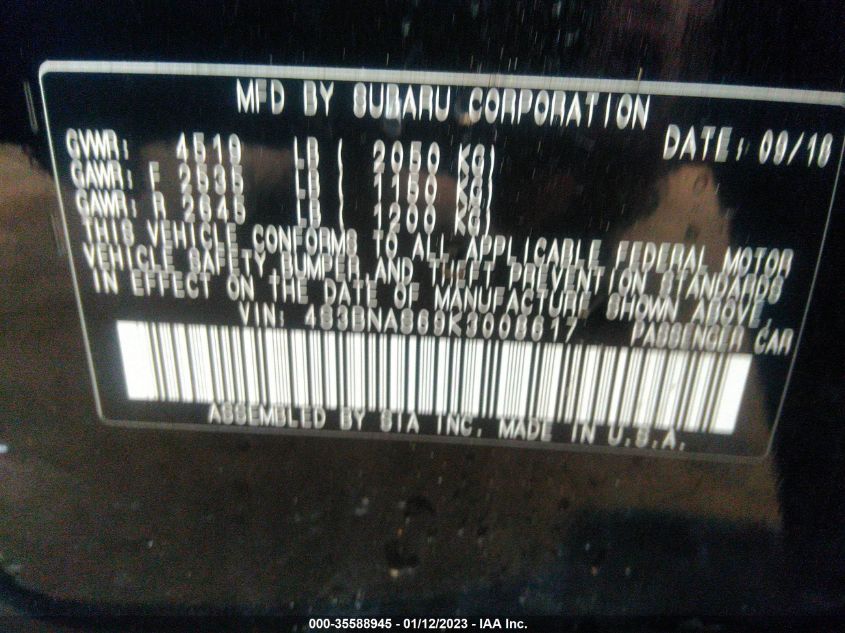 MFD BY SUBARU CORPORATION
GVWR: 4519 LB ( 2050 KG) DATE: 09/18
GAWR: F 2535 LB ( 1150 KG)
GAWR: R 2645 LB ( 1200 KG)
THIS VEHICLE CONFORMS TO ALL APPLICABLE FEDERAL MOTOR
VEHICLE SAFETY, BUMPER, AND THEFT PREVENTION STANDARDS
IN EFFECT ON THE DATE OF MANUFACTURE SHOWN ABOVE.
VIN: 4S3BNAS69K3008617 PASSENGER CAR
ASSEMBLED BY SIA INC. MADE IN U.S.A.
000-35588945 - 01/12/2023 - IAA Inc.